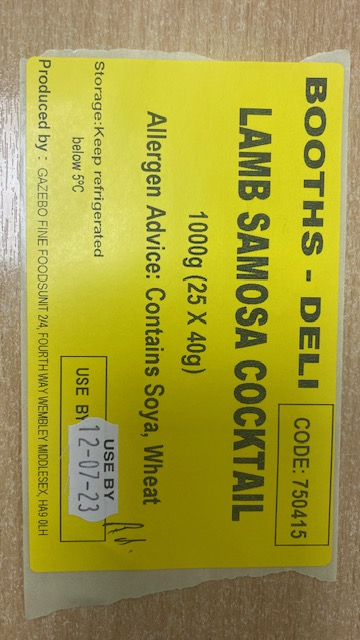 BOOTHS - DELI
CODE: 750415
LAMB SAMOSA COCKTAIL
1000g (25 X 40g)
Allergen Advice: Contains Soya, Wheat
Storage:Keep refrigerated
below 5°C
USE BY
USE BY
12-07-23
Produced by : GAZEBO FINE FOODSUNIT 2/4, FOURTH WAY WEMBLEY MIDDLESEX, HA9 0LH